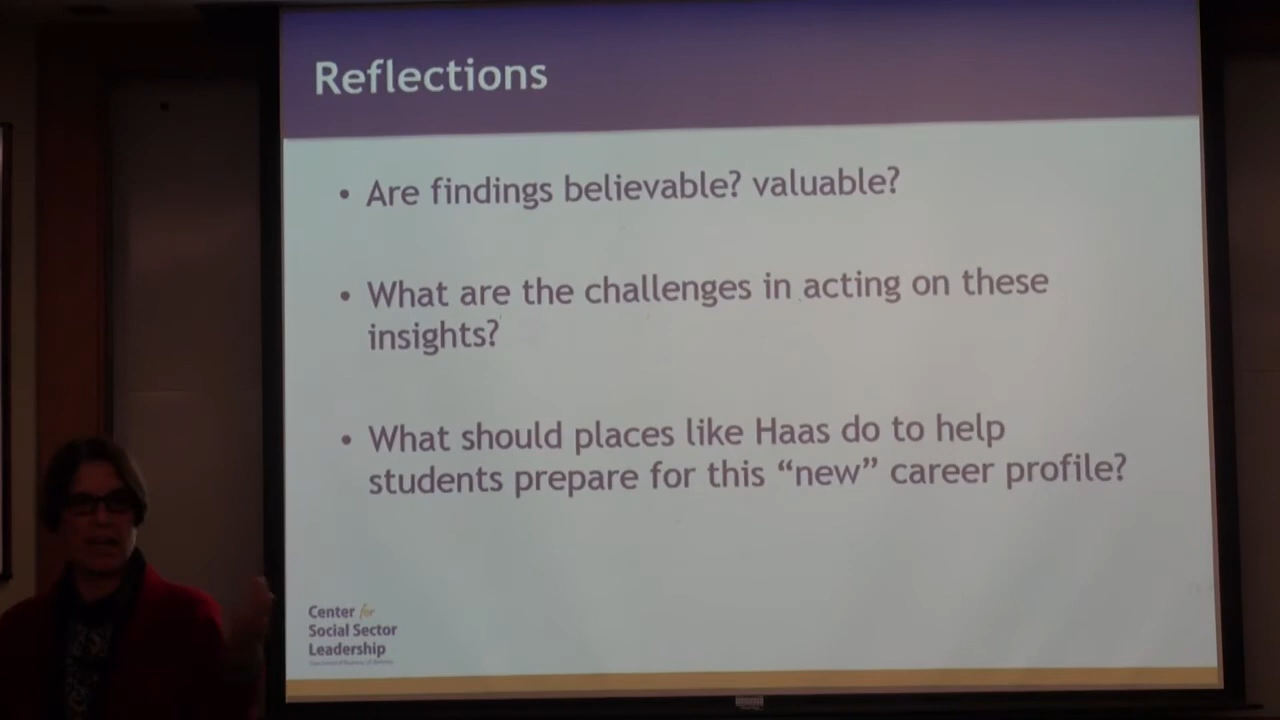 Reflections
• Are findings believable? valuable?
• What are the challenges in acting on these
insights?
• What should places like Haas do to help
students prepare for this “new” career profile?
Center for
Social Sector
Leadership